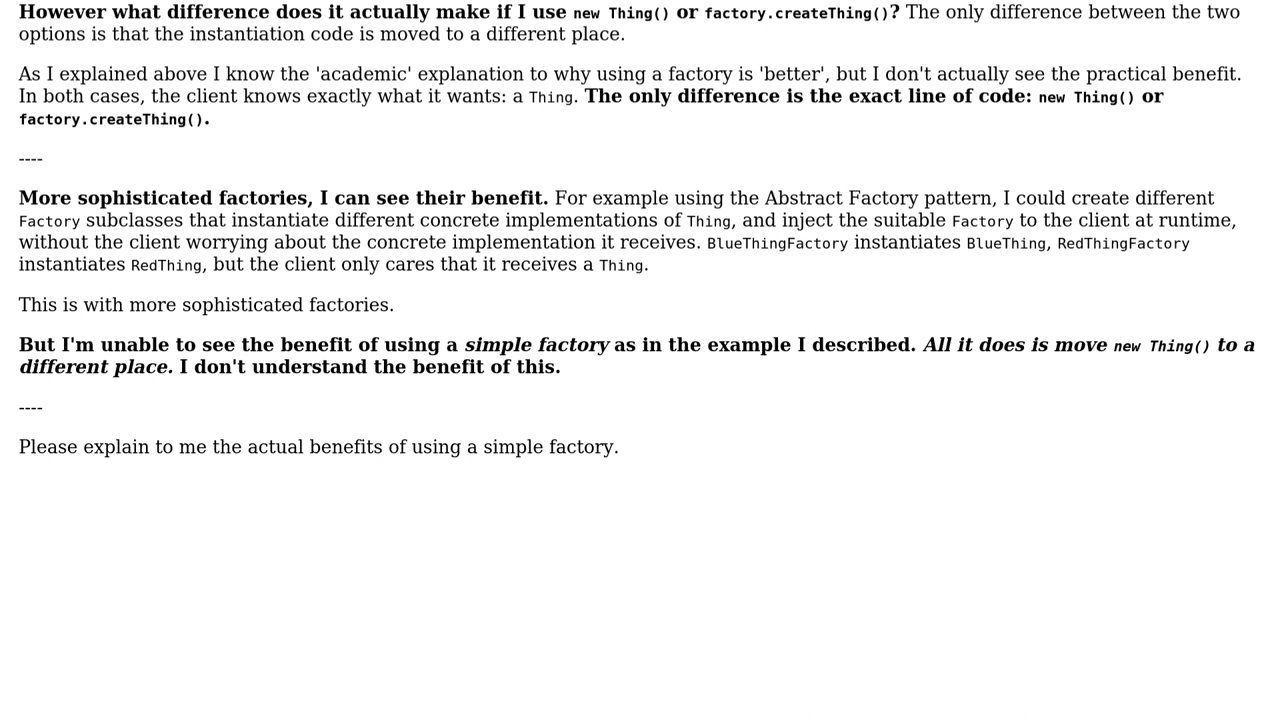 However what difference does it actually make if I use new Thing() or factory.createThing()? The only difference between the two
options is that the instantiation code is moved to a different place.
As I explained above I know the 'academic' explanation to why using a factory is 'better', but I don't actually see the practical benefit.
In both cases, the client knows exactly what it wants: a Thing. The only difference is the exact line of code: new Thing() or
factory.createThing().
----
More sophisticated factories, I can see their benefit. For example using the Abstract Factory pattern, I could create different
Factory subclasses that instantiate different concrete implementations of Thing, and inject the suitable Factory to the client at runtime,
without the client worrying about the concrete implementation it receives. BlueThingFactory instantiates BlueThing, RedThingFactory
instantiates RedThing, but the client only cares that it receives a Thing.
This is with more sophisticated factories.
But I'm unable to see the benefit of using a simple factory as in the example I described. All it does is move new Thing() to a
different place. I don't understand the benefit of this.
----
Please explain to me the actual benefits of using a simple factory.